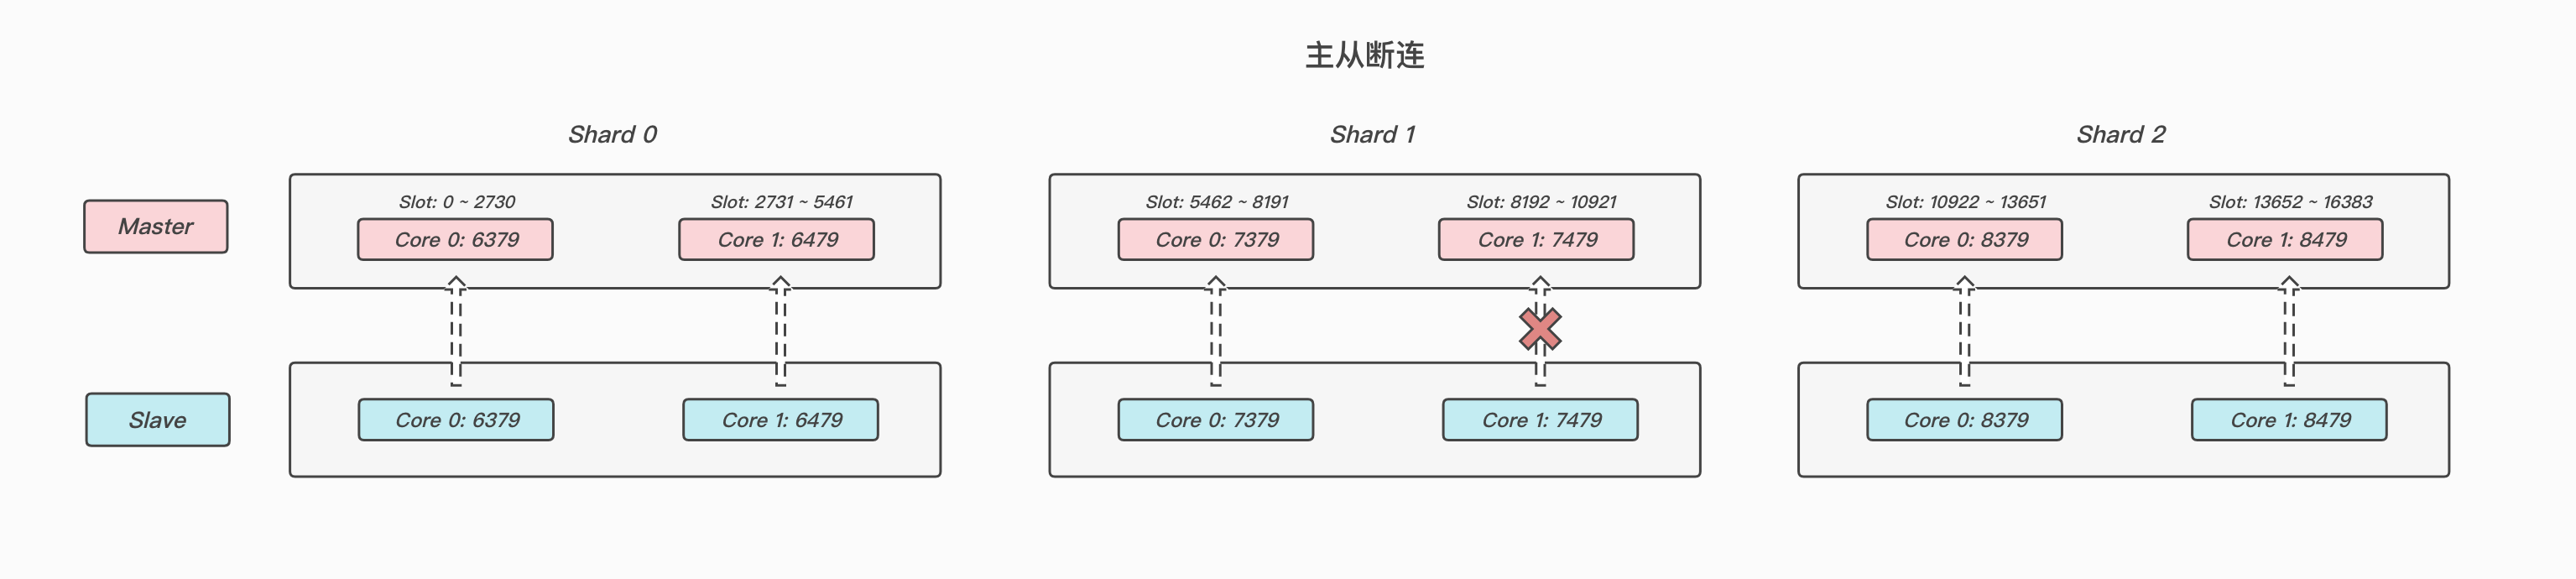 主从断连
Shard 0
Shard 1
Shard 2
Master
Slot: 0 ~ 2730
Slot: 2731 ~ 5461
Slot: 5462 ~ 8191
Slot: 8192 ~ 10921
Slot: 10922 ~ 13651
Slot: 13652 ~ 16383
Core 0: 6379
Core 1: 6479
Core 0: 7379
Core 1: 7479
Core 0: 8379
Core 1: 8479
Slave
Core 0: 6379
Core 1: 6479
Core 0: 7379
Core 1: 7479
Core 0: 8379
Core 1: 8479